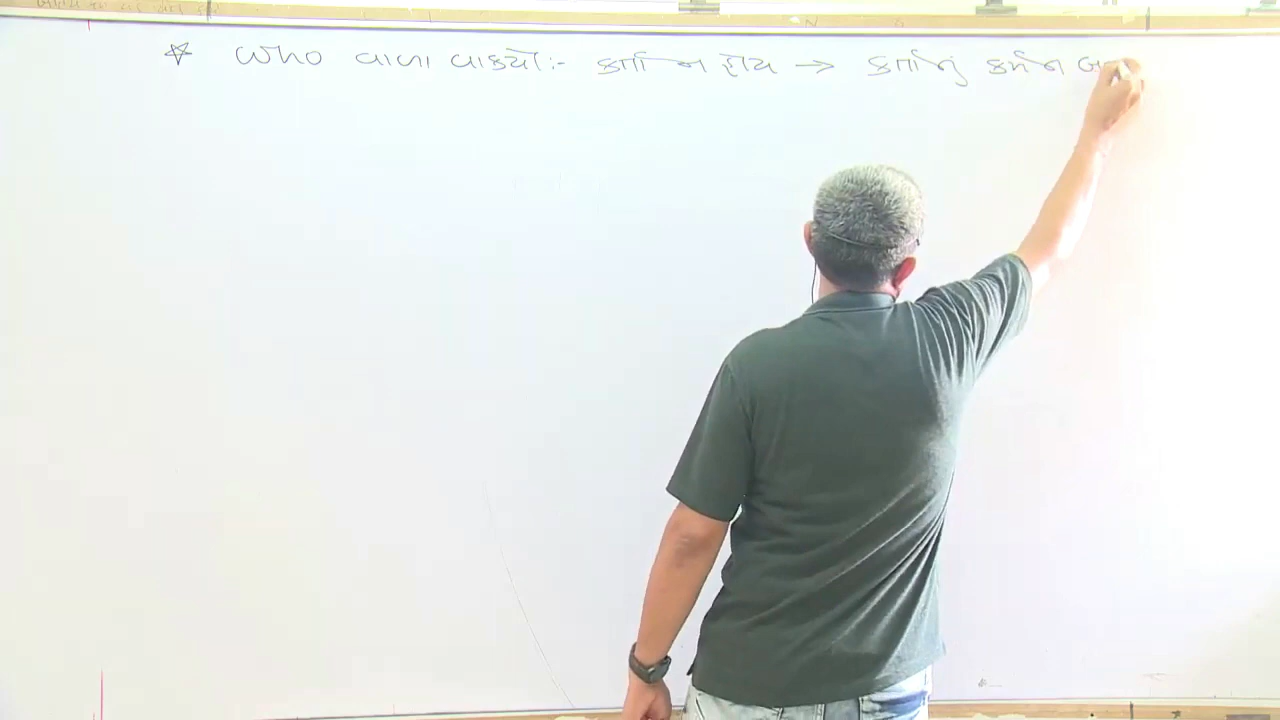 ☆ Who વાળા વાક્યો:- કર્તા ન હોય → કર્તાનું કર્મ ન બ